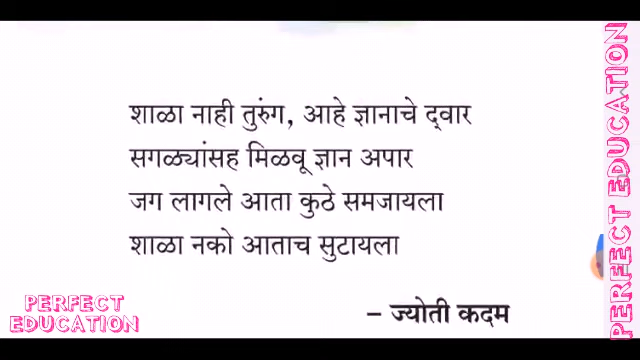 शाळा नाही तुरुंग, आहे ज्ञानाचे द्‌वार
सगळ्यांसह मिळवू ज्ञान अपार
जग लागले आता कुठे समजायला
शाळा नको आताच सुटायला
– ज्योती कदम
PERFECT
EDUCATION
PERFECT EDUCATION